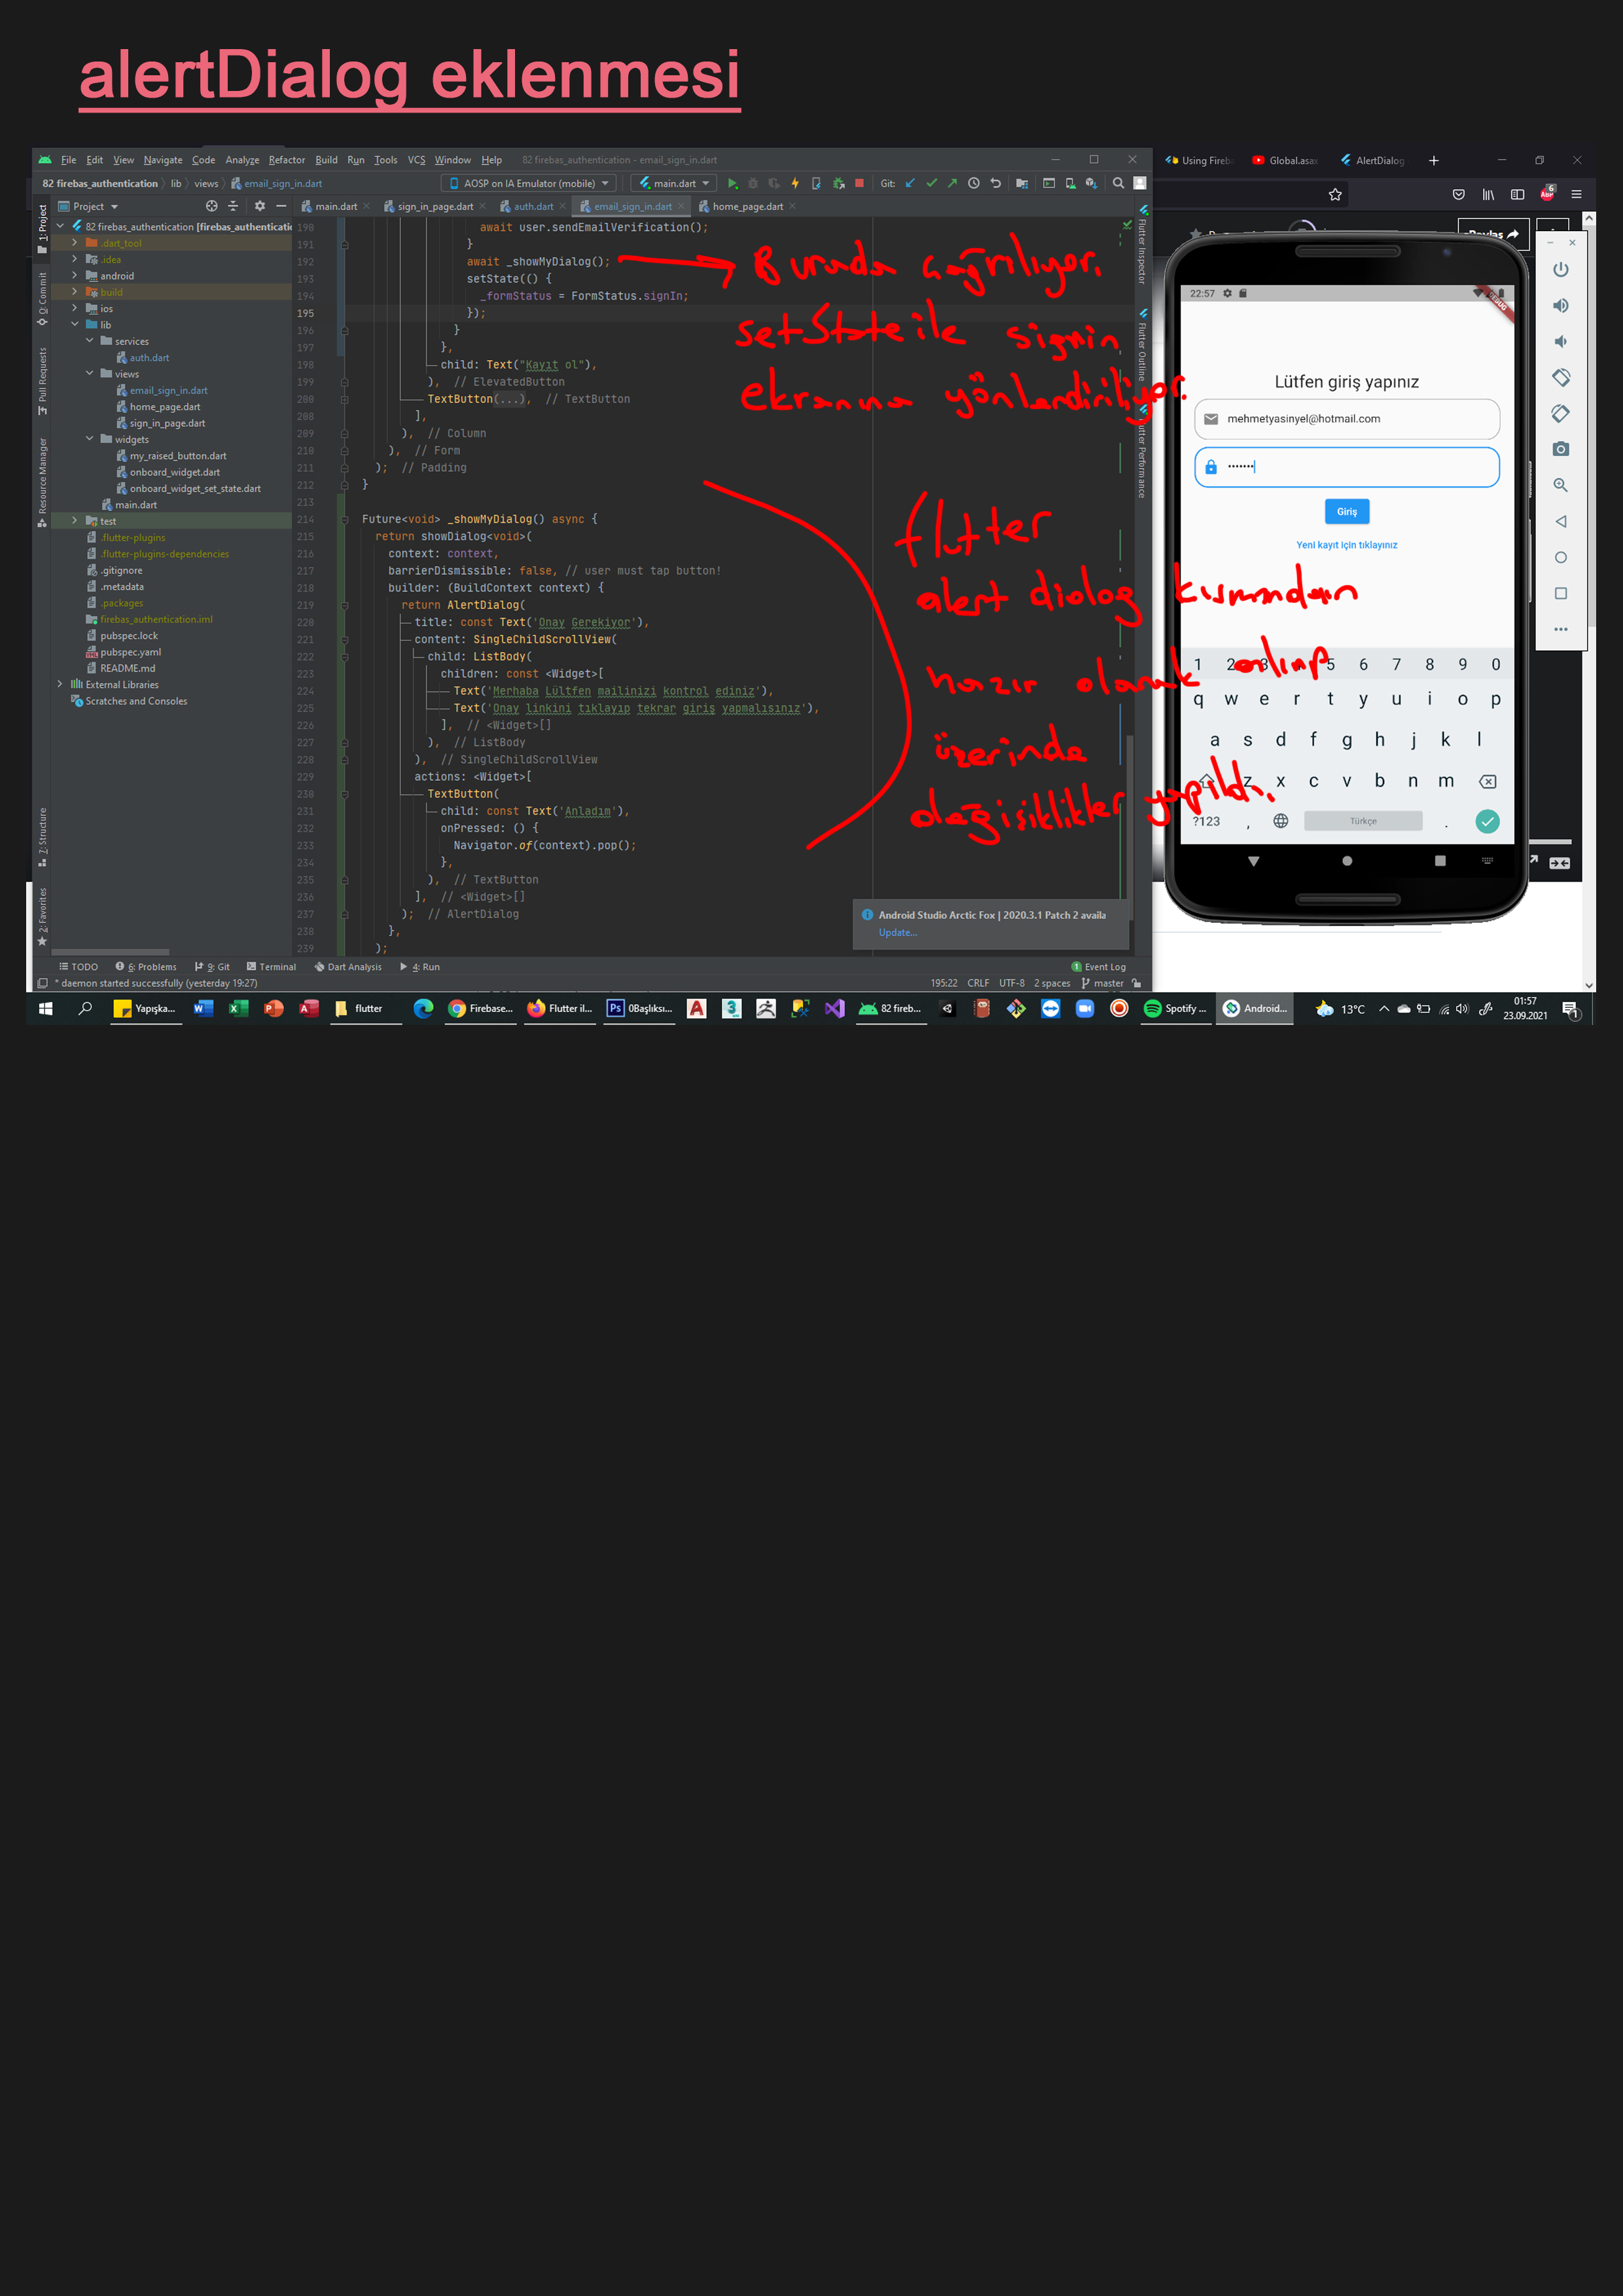 alertDialog eklenmesi
File Edit View Navigate Code Analyze Refactor Build Run Tools VCS Window Help 82 firebas_authentication - email_sign_in.dart
Using Fireba Global.asax AlertDialog
82 firebas_authentication lib views email_sign_in.dart AOSP on IA Emulator (mobile) main.dart Git:
Project
main.dart sign_in_page.dart auth.dart email_sign_in.dart home_page.dart
82 firebas_authentication [firebas_authenticatic
.dart_tool
.idea
android
build
ios
lib
services
auth.dart
views
email_sign_in.dart
home_page.dart
sign_in_page.dart
widgets
my_raised_button.dart
onboard_widget.dart
onboard_widget_set_state.dart
main.dart
test
.flutter-plugins
.flutter-plugins-dependencies
.gitignore
.metadata
.packages
firebas_authentication.iml
pubspec.lock
pubspec.yaml
README.md
External Libraries
Scratches and Consoles
1: Project
0: Commit
Pull Requests
Resource Manager
7: Structure
2: Favorites
190 await user.sendEmailVerification();
191 }
192 await _showMyDialog();
193 setState(() {
194 _formStatus = FormStatus.signIn;
195 });
196 }
197 },
198 child: Text("Kayıt ol"),
199 ), // ElevatedButton
200 TextButton(...), // TextButton
208 ],
209 ), // Column
210 ), // Form
211 ); // Padding
212 }
213
214 Future<void> _showMyDialog() async {
215 return showDialog<void>(
216 context: context,
217 barrierDismissible: false, // user must tap button!
218 builder: (BuildContext context) {
219 return AlertDialog(
220 title: const Text('Onay Gerekiyor'),
221 content: SingleChildScrollView(
222 child: ListBody(
223 children: const <Widget>[
224 Text('Merhaba Lültfen mailinizi kontrol ediniz'),
225 Text('Onay linkini tıklayıp tekrar giriş yapmalısınız'),
226 ], // <Widget>[]
227 ), // ListBody
228 ), // SingleChildScrollView
229 actions: <Widget>[
230 TextButton(
231 child: const Text('Anladım'),
232 onPressed: () {
233 Navigator.of(context).pop();
234 },
235 ), // TextButton
236 ], // <Widget>[]
237 ); // AlertDialog
238 },
239 );
Burada çağrılıyor.
setState ile signin
ekranına yönlendiriliyor.
flutter
alert dialog kısmından
hazır olarak alınıp
üzerinde
değişiklikler yapıldı.
Flutter Inspector
Flutter Outline
Flutter Performance
Android Studio Arctic Fox | 2020.3.1 Patch 2 availa
Update...
TODO 6: Problems 9: Git Terminal Dart Analysis 4: Run Event Log
* daemon started successfully (yesterday 19:27) 195:22 CRLF UTF-8 2 spaces master
22:57
DEBUG
Lütfen giriş yapınız
mehmetyasinyel@hotmail.com
Giriş
Yeni kayıt için tıklayınız
1 2 3 4 5 6 7 8 9 0
q w e r t y u i o p
a s d f g h j k l
z x c v b n m
?123 , Türkçe .
Yapışka... flutter Firebase... Flutter il... 0Başlıksı... 82 fireb... Spotify ... Android... 13°C 01:57
23.09.2021